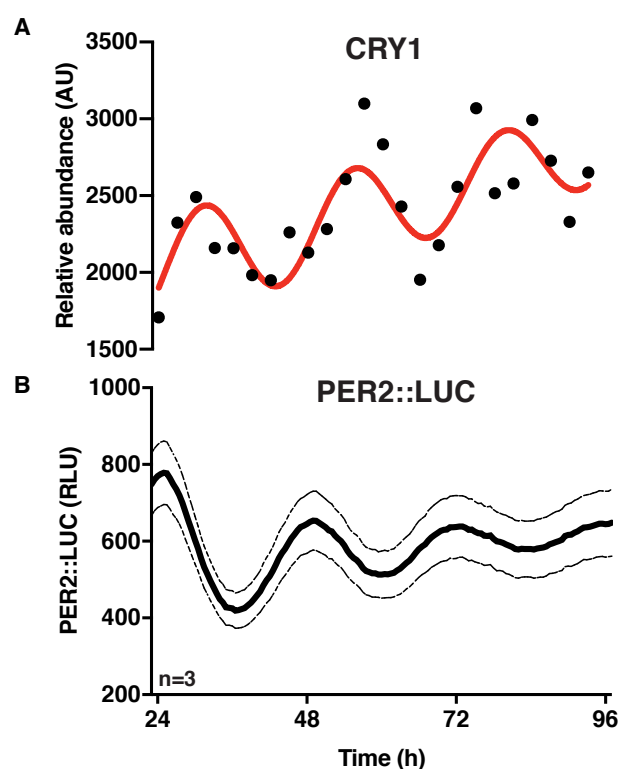 A
CRY1
Relative abundance (AU)
3500
3000
2500
2000
1500
B
PER2::LUC
PER2::LUC (RLU)
1000
800
600
400
200
n=3
24
48
72
96
Time (h)